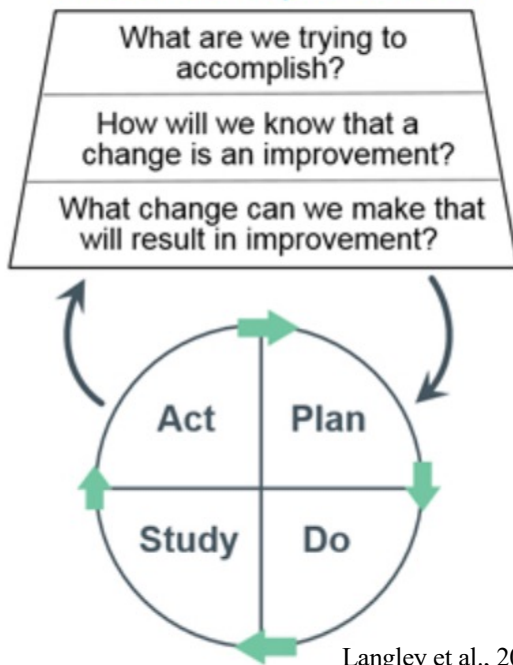 What are we trying to
accomplish?
How will we know that a
change is an improvement?
What change can we make that
will result in improvement?
Act
Plan
Study
Do
Langley et al.,